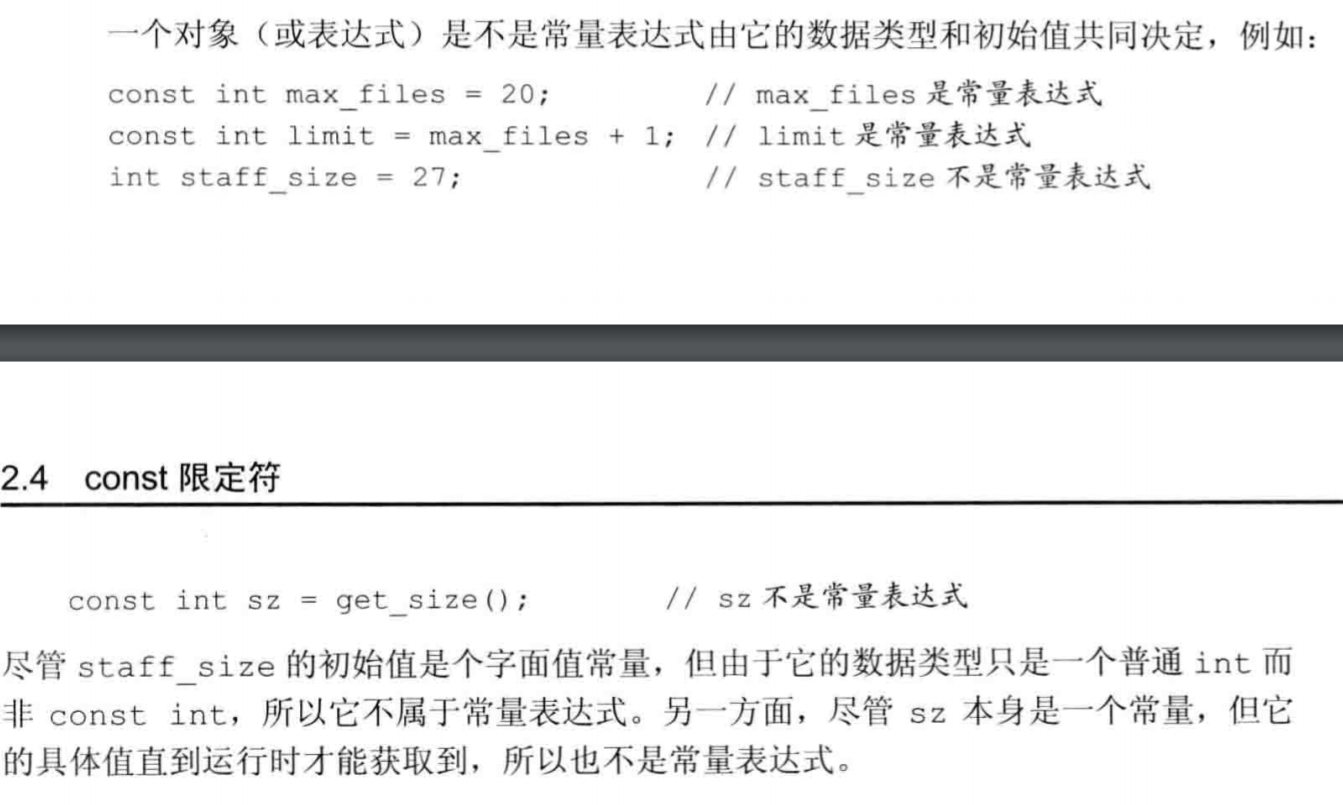 一个对象（或表达式）是不是常量表达式由它的数据类型和初始值共同决定，例如：
const int max_files = 20; // max_files 是常量表达式
const int limit = max_files + 1; // limit 是常量表达式
int staff_size = 27; // staff_size 不是常量表达式
2.4 const 限定符
const int sz = get_size(); // sz 不是常量表达式
尽管 staff_size 的初始值是个字面值常量，但由于它的数据类型只是一个普通 int 而
非 const int，所以它不属于常量表达式。另一方面，尽管 sz 本身是一个常量，但它
的具体值直到运行时才能获取到，所以也不是常量表达式。